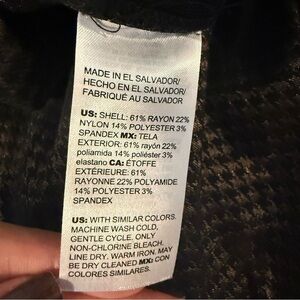 MADE IN EL SALVADOR/
HECHO EN EL SALVADOR/
FABRIQUÉ AU SALVADOR
US: SHELL: 61% RAYON 22%
NYLON 14% POLYESTER 3%
SPANDEX MX: TELA
EXTERIOR: 61% rayón 22%
poliamida 14% poliéster 3%
elastano CA: ÉTOFFE
EXTÉRIEURE: 61%
RAYONNE 22% POLYAMIDE
14% POLYESTER 3%
SPANDEX
US: WITH SIMILAR COLORS.
MACHINE WASH COLD,
GENTLE CYCLE. ONLY
NON-CHLORINE BLEACH.
LINE DRY. WARM IRON. MAY
BE DRY CLEANED MX: CON
COLORES SIMILARES.